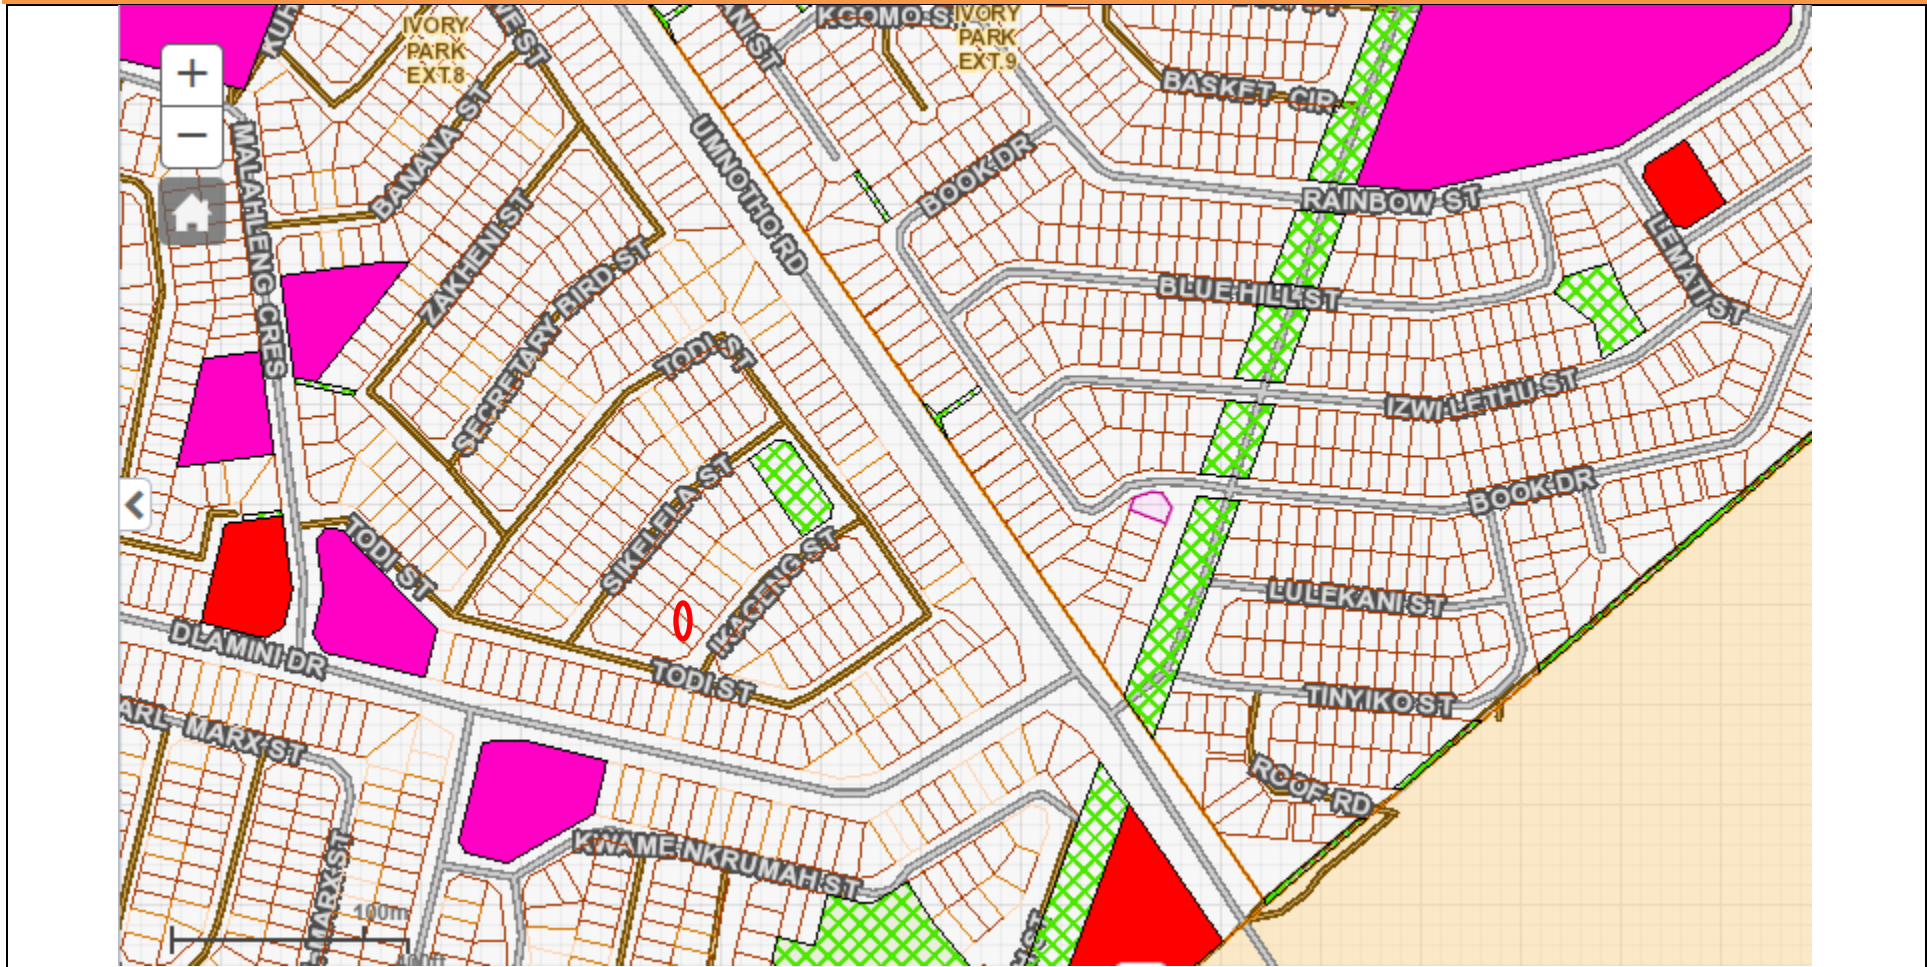 IVORY
PARK
EXT.8
KGOMO S
IVORY
PARK
EXT.9
BASKET CIR
+
−
MALAHLENG CRES
BANANA ST
UMNOTHO RD
BOOK DR
RAINBOW ST
ZAKHENI ST
SECRETARY BIRD ST
BLUE HILL ST
LEMATI ST
TODI ST
IZWI LETHU ST
SIKELELA ST
BOOK DR
TODI ST
IKAGENG ST
LULEKANI ST
DLAMINI DR
TODI ST
TINYIKO ST
ARL MARX ST
ROOF RD
KWAME NKRUMAH ST
MARX ST
100m